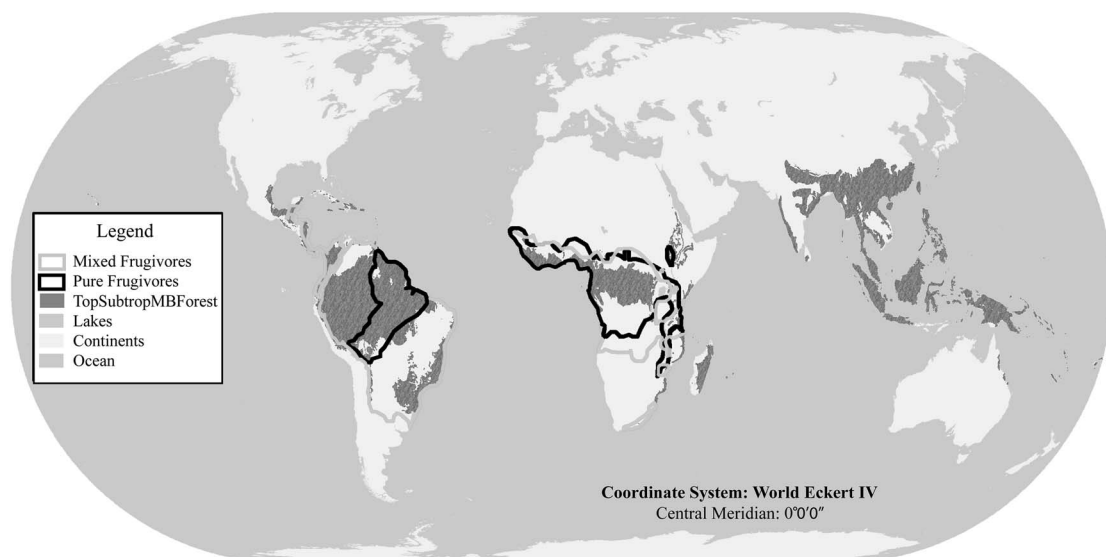 Legend
Mixed Frugivores
Pure Frugivores
TopSubtropMBForest
Lakes
Continents
Ocean
Coordinate System: World Eckert IV
Central Meridian: 0°0'0"